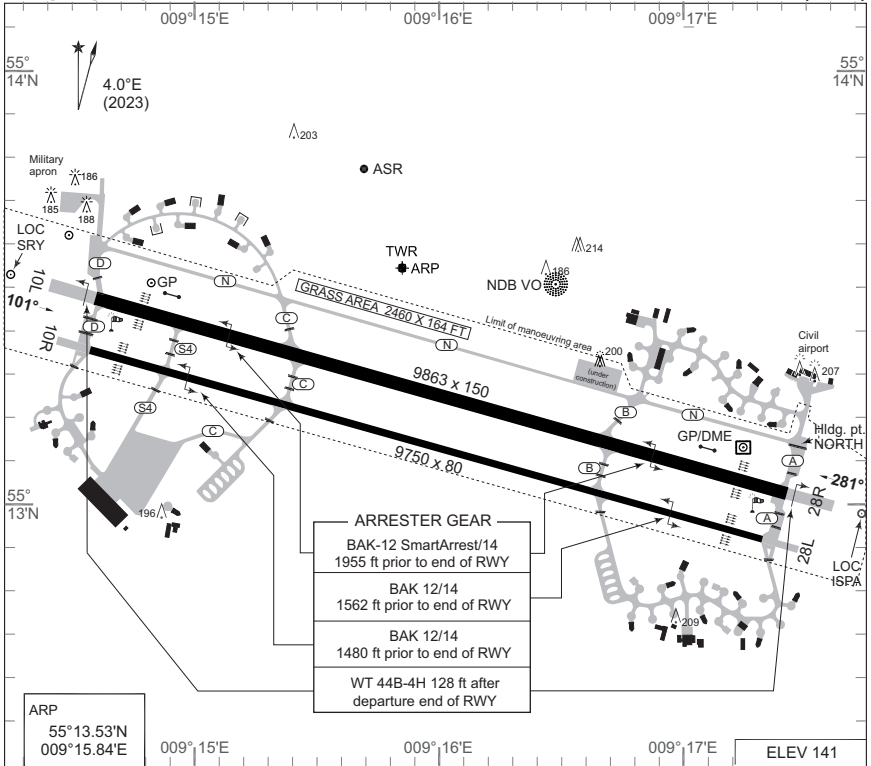 009°15'E
009°16'E
009°17'E
55°
14'N
55°
14'N
4.0°E
(2023)
203
ASR
Military
apron
186
185
188
214
TWR
ARP
LOC
SRY
D
186
NDB VO
GP
N
GRASS AREA 2460 X 164 FT
10L
101°
Limit of manoeuvring area
Civil
airport
D
C
N
200
(under
construction)
207
10R
S4
9863 x 150
C
B
N
S4
GP/DME
Hldg. pt.
NORTH
C
9750 x 80
B
A
281°
28R
55°
13'N
196
A
28L
LOC
ISPA
ARRESTER GEAR
BAK-12 SmartArrest/14
1955 ft prior to end of RWY
BAK 12/14
1562 ft prior to end of RWY
BAK 12/14
1480 ft prior to end of RWY
WT 44B-4H 128 ft after
departure end of RWY
209
ARP
55°13.53'N
009°15.84'E
009°15'E
009°16'E
009°17'E
ELEV 141